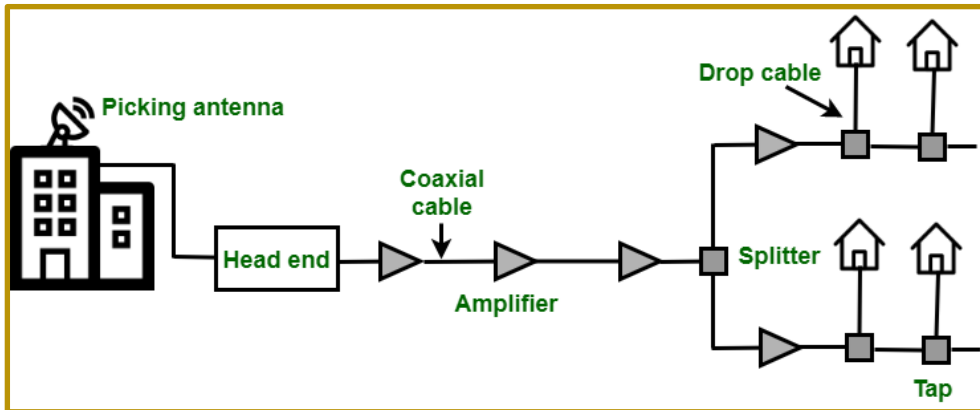 Picking antenna
Drop cable
Coaxial
cable
Head end
Splitter
Amplifier
Tap